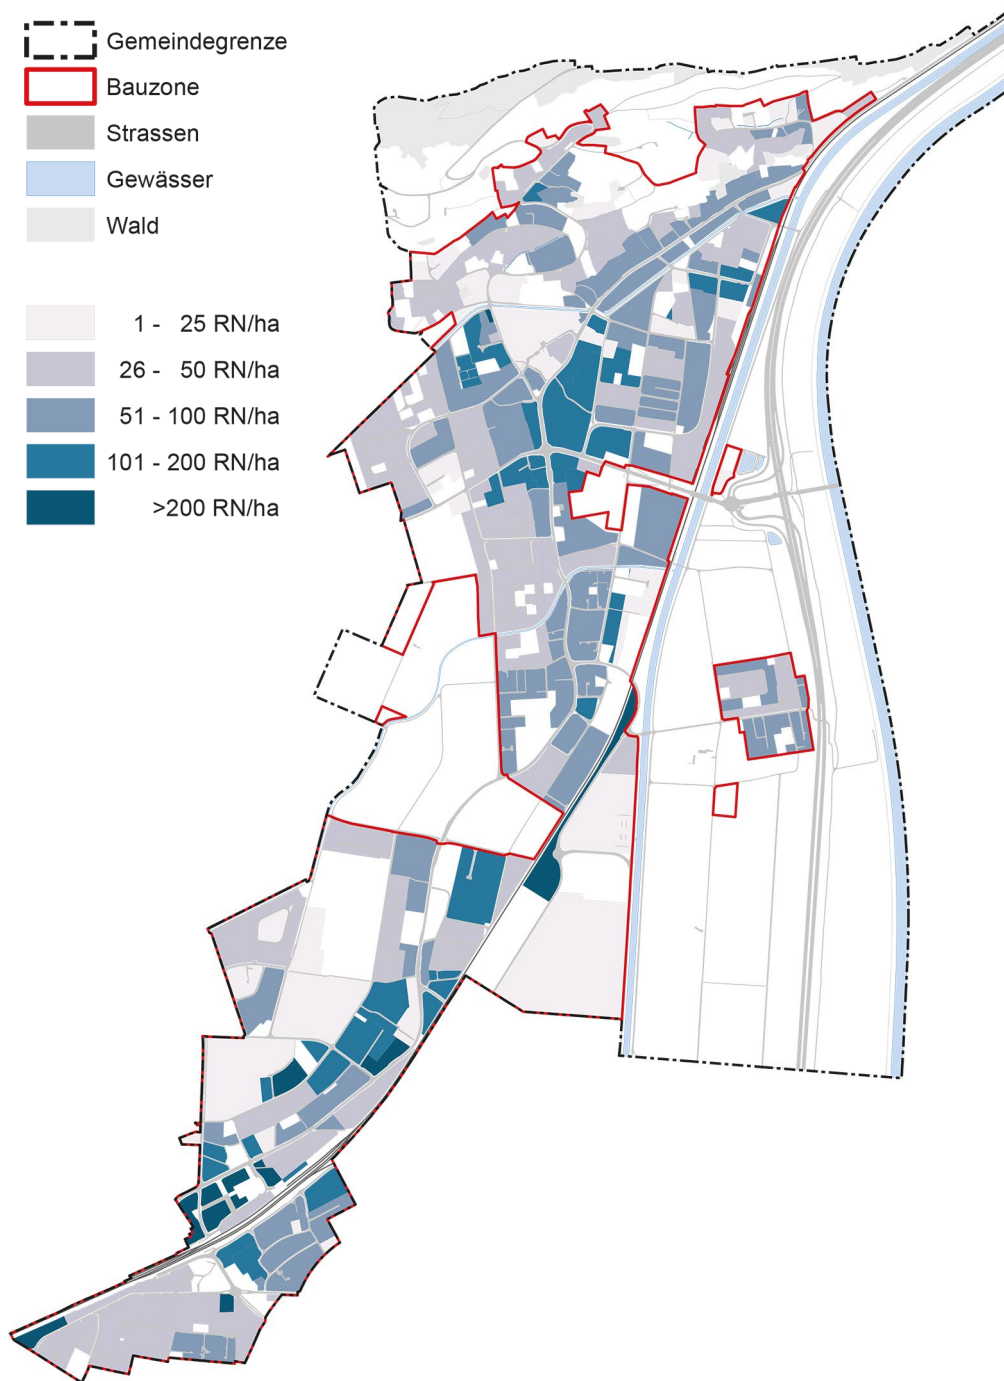 Gemeindegrenze
Bauzone
Strassen
Gewässer
Wald
1 - 25 RN/ha
26 - 50 RN/ha
51 - 100 RN/ha
101 - 200 RN/ha
>200 RN/ha